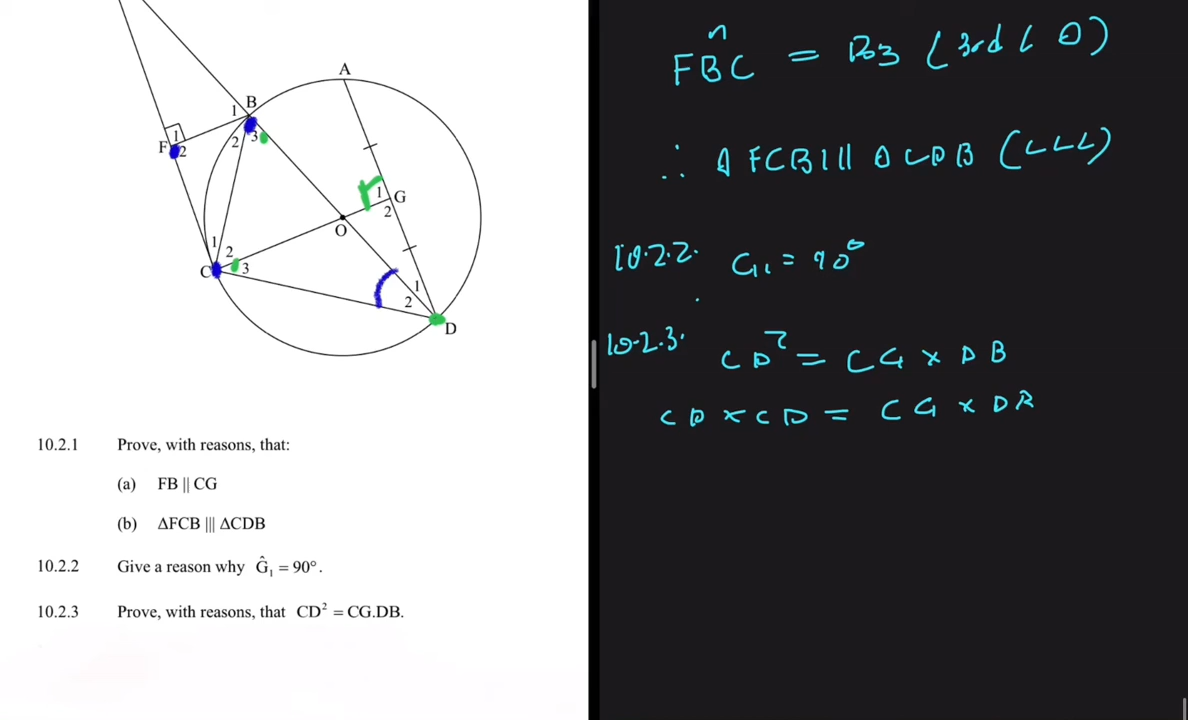 A
B
1
2
3
F
1
2
1
G
2
O
1
2
C
3
1
2
D
10.2.1 Prove, with reasons, that:
(a) FB || CG
(b) ΔFCB ||| ΔCDB
10.2.2 Give a reason why Ĝ₁ = 90°.
10.2.3 Prove, with reasons, that CD² = CG.DB.
FB̂C = B3 (3rd ∠ Δ)
∴ Δ FCB ||| Δ CDB (∠∠∠)
10.2.2. G1 = 90°
10.2.3. CD² = CG × DB
CD × CD = CG × DB